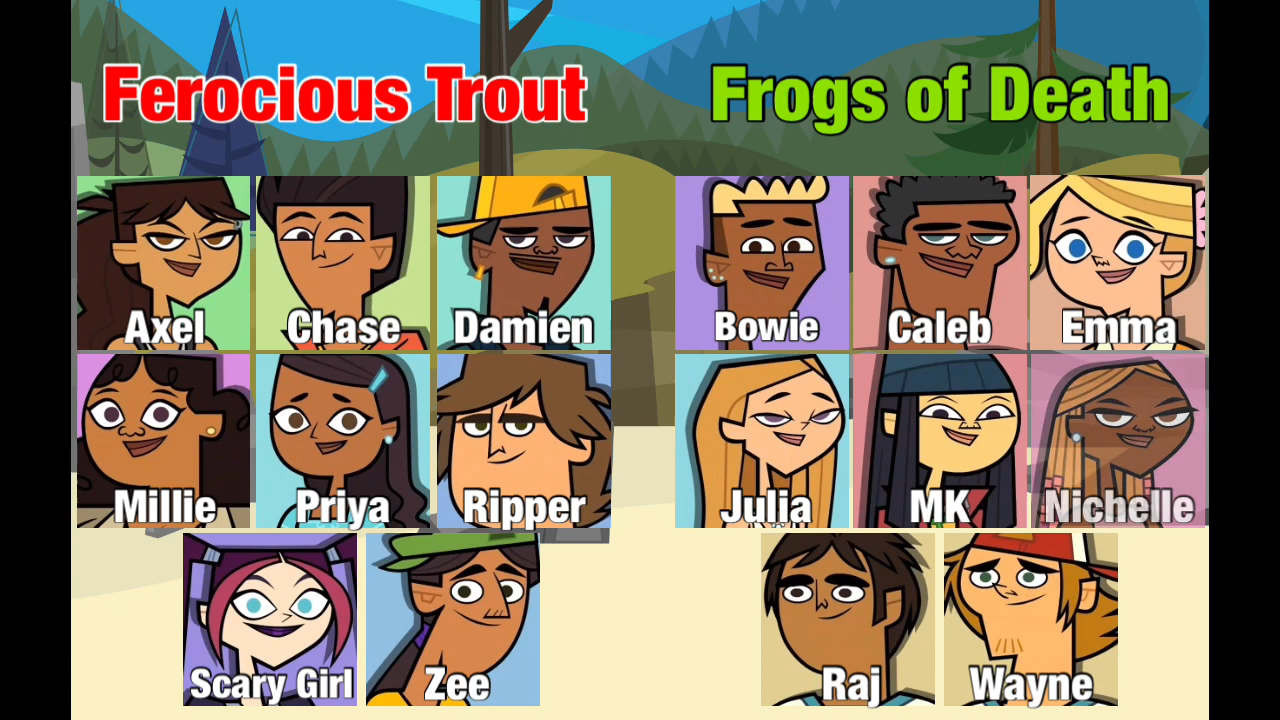 Ferocious Trout
Frogs of Death
Axel
Chase
Damien
Bowie
Caleb
Emma
Millie
Priya
Ripper
Julia
MK
Nichelle
Scary Girl
Zee
Raj
Wayne